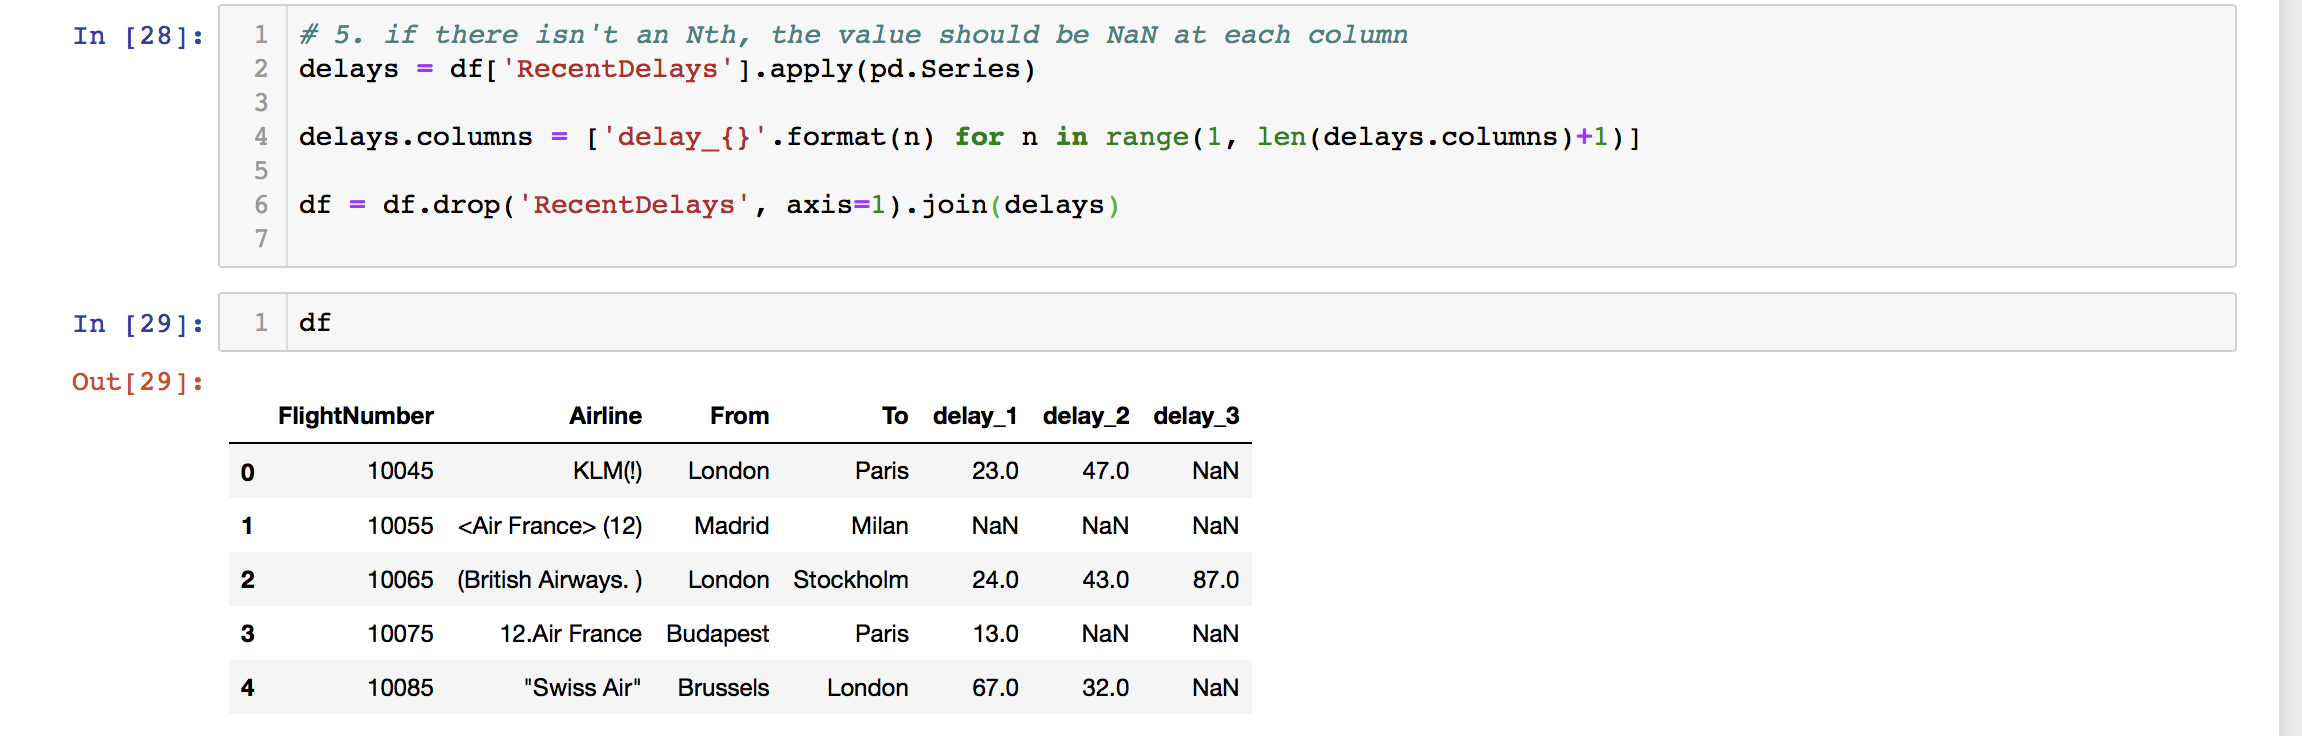 In [28]:
1 # 5. if there isn't an Nth, the value should be NaN at each column
2 delays = df['RecentDelays'].apply(pd.Series)
3
4 delays.columns = ['delay_{}'.format(n) for n in range(1, len(delays.columns)+1)]
5
6 df = df.drop('RecentDelays', axis=1).join(delays)
7
In [29]:
1 df
Out[29]:
FlightNumber Airline From To delay_1 delay_2 delay_3
0 10045 KLM(!) London Paris 23.0 47.0 NaN
1 10055 <Air France> (12) Madrid Milan NaN NaN NaN
2 10065 (British Airways. ) London Stockholm 24.0 43.0 87.0
3 10075 12.Air France Budapest Paris 13.0 NaN NaN
4 10085 "Swiss Air" Brussels London 67.0 32.0 NaN